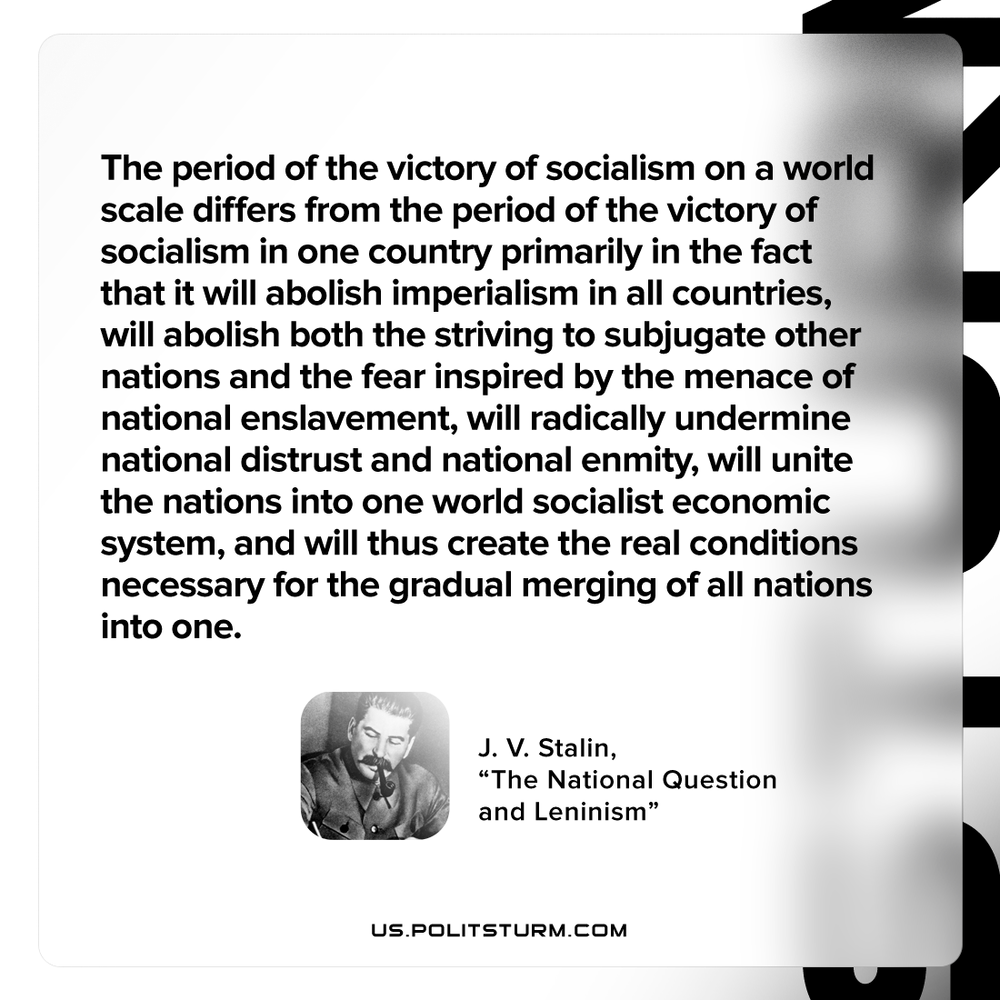 The period of the victory of socialism on a world
scale differs from the period of the victory of
socialism in one country primarily in the fact
that it will abolish imperialism in all countries,
will abolish both the striving to subjugate other
nations and the fear inspired by the menace of
national enslavement, will radically undermine
national distrust and national enmity, will unite
the nations into one world socialist economic
system, and will thus create the real conditions
necessary for the gradual merging of all nations
into one.
J. V. Stalin,
“The National Question
and Leninism”
US.POLITSTURM.COM